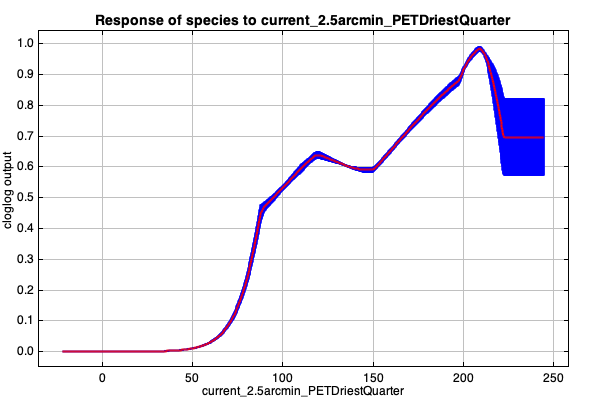 Response of species to current_2.5arcmin_PETDriestQuarter
cloglog output
1.0
0.9
0.8
0.7
0.6
0.5
0.4
0.3
0.2
0.1
0.0
0 50 100 150 200 250
current_2.5arcmin_PETDriestQuarter